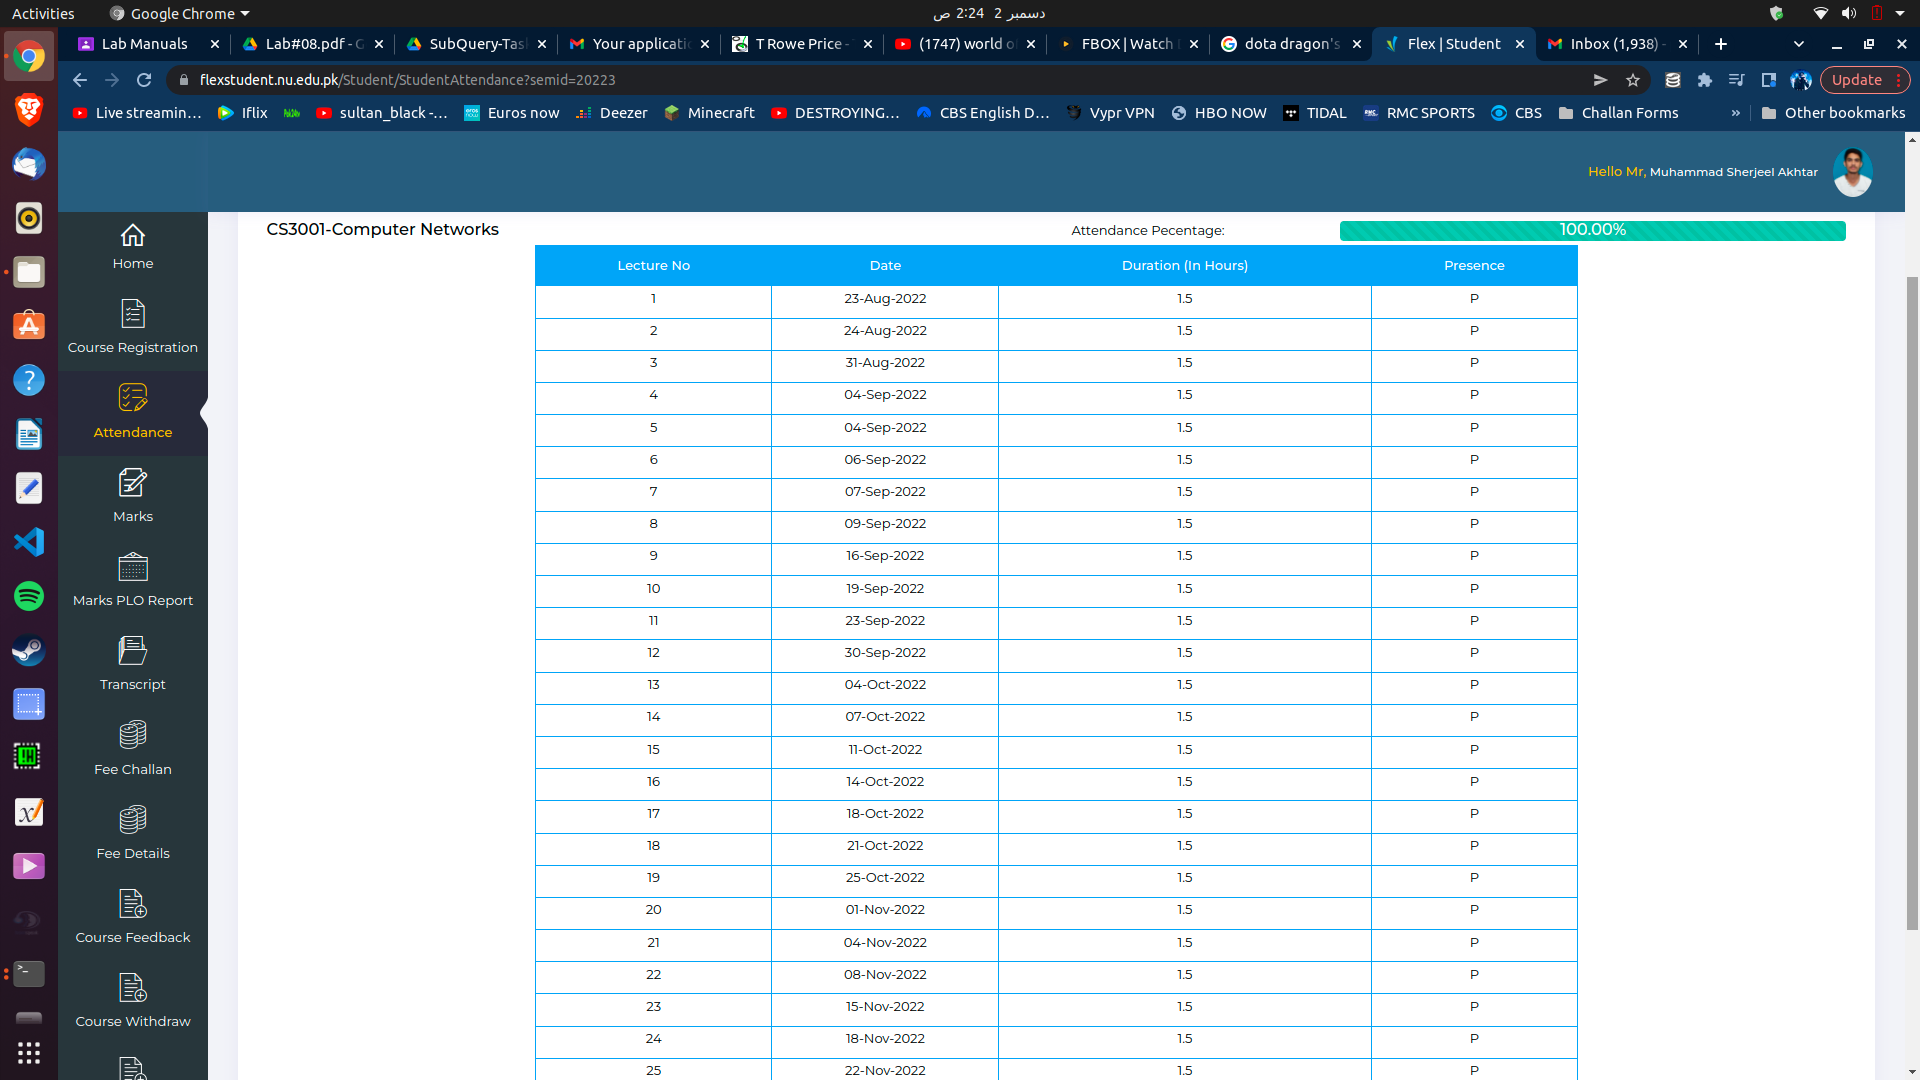 Activities
Google Chrome
2:24 ص  2 دسمبر
Lab Manuals
Lab#08.pdf - G
SubQuery-Tas
Your applicati
T Rowe Price -
(1747) world o
FBOX | Watch
dota dragon's
Flex | Student
Inbox (1,938) -
flexstudent.nu.edu.pk/Student/StudentAttendance?semid=20223
Update
Live streamin...
Iflix
sultan_black -...
Euros now
Deezer
Minecraft
DESTROYING...
CBS English D...
Vypr VPN
HBO NOW
TIDAL
RMC SPORTS
CBS
Challan Forms
»
Other bookmarks
Hello Mr, Muhammad Sherjeel Akhtar
Home
Course Registration
Attendance
Marks
Marks PLO Report
Transcript
Fee Challan
Fee Details
Course Feedback
Course Withdraw
CS3001-Computer Networks
Attendance Pecentage:
100.00%
Lecture No Date Duration (In Hours) Presence
1 23-Aug-2022 1.5 P
2 24-Aug-2022 1.5 P
3 31-Aug-2022 1.5 P
4 04-Sep-2022 1.5 P
5 04-Sep-2022 1.5 P
6 06-Sep-2022 1.5 P
7 07-Sep-2022 1.5 P
8 09-Sep-2022 1.5 P
9 16-Sep-2022 1.5 P
10 19-Sep-2022 1.5 P
11 23-Sep-2022 1.5 P
12 30-Sep-2022 1.5 P
13 04-Oct-2022 1.5 P
14 07-Oct-2022 1.5 P
15 11-Oct-2022 1.5 P
16 14-Oct-2022 1.5 P
17 18-Oct-2022 1.5 P
18 21-Oct-2022 1.5 P
19 25-Oct-2022 1.5 P
20 01-Nov-2022 1.5 P
21 04-Nov-2022 1.5 P
22 08-Nov-2022 1.5 P
23 15-Nov-2022 1.5 P
24 18-Nov-2022 1.5 P
25 22-Nov-2022 1.5 P